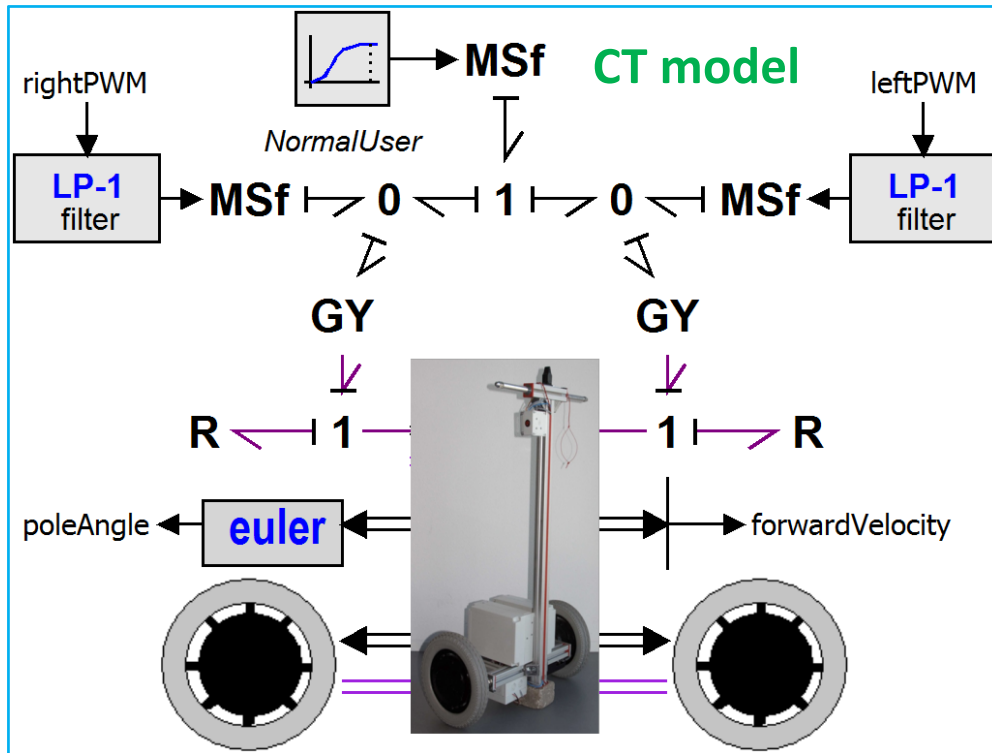 MSf
CT model
rightPWM
leftPWM
NormalUser
LP-1
filter
MSf
0
1
0
MSf
LP-1
filter
GY
GY
R
1
1
R
poleAngle
euler
forwardVelocity